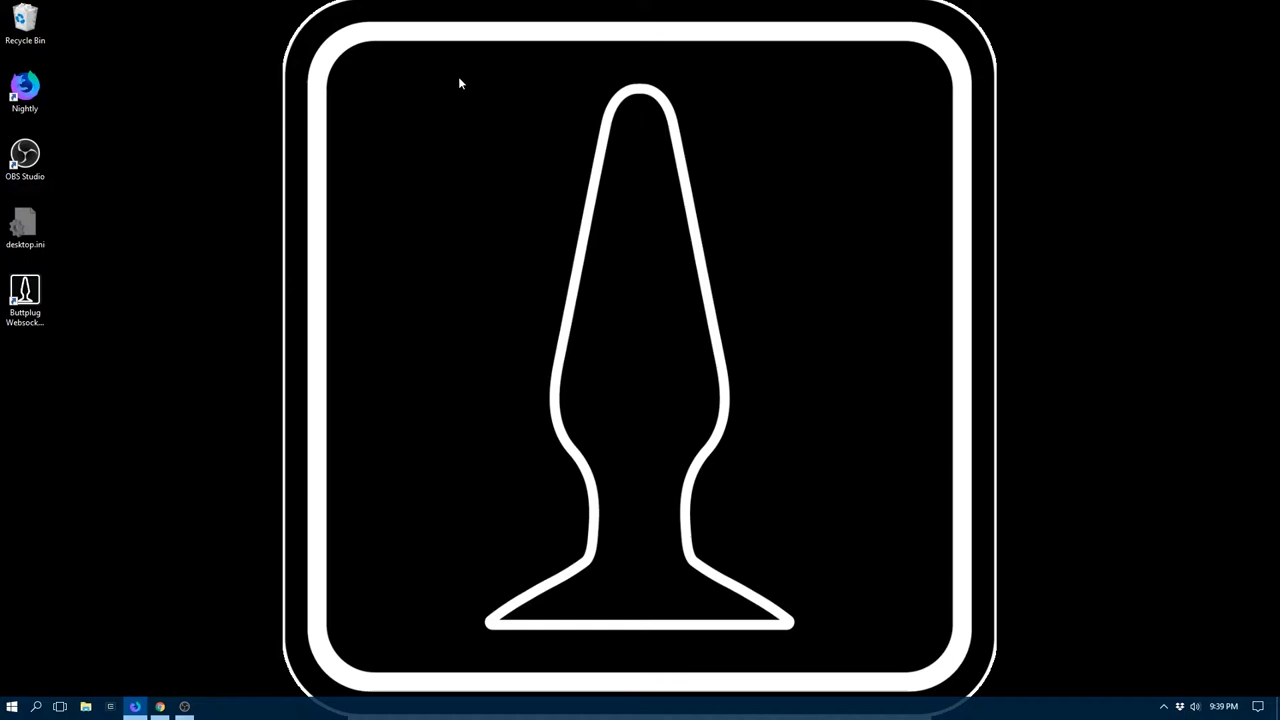 Recycle Bin
Nightly
OBS Studio
desktop.ini
Buttplug
Websock...
9:39 PM